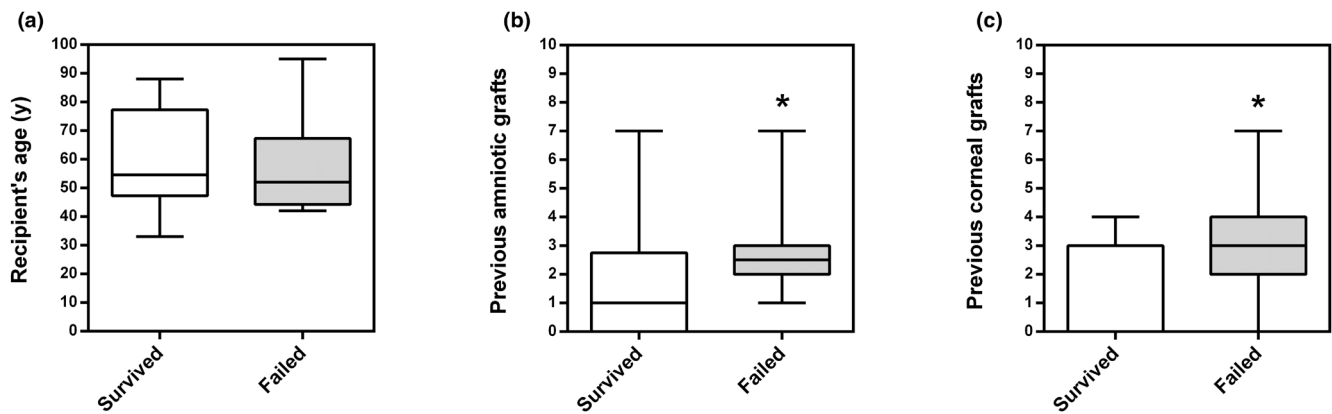 (a)
Recipient's age (y)
100
90
80
70
60
50
40
30
20
10
0
Survived
Failed
(b)
Previous amniotic grafts
10
9
8
7
6
5
4
3
2
1
0
*
Survived
Failed
(c)
Previous corneal grafts
10
9
8
7
6
5
4
3
2
1
0
*
Survived
Failed